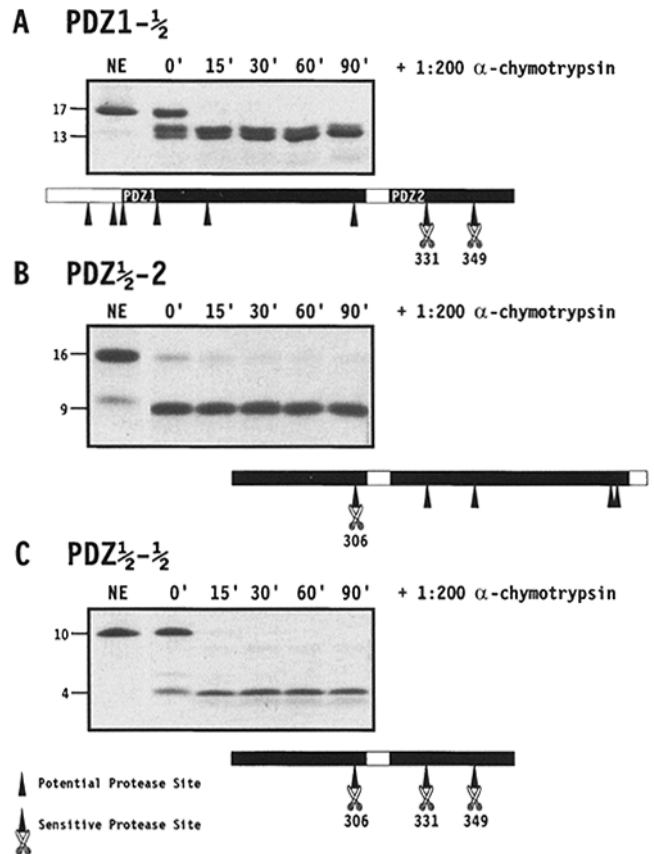 A PDZ1-½
NE 0' 15' 30' 60' 90' + 1:200 α-chymotrypsin
17
13
PDZ1 PDZ2
331 349
B PDZ½-2
NE 0' 15' 30' 60' 90' + 1:200 α-chymotrypsin
16
9
306
C PDZ½-½
NE 0' 15' 30' 60' 90' + 1:200 α-chymotrypsin
10
4
Potential Protease Site
Sensitive Protease Site
306 331 349